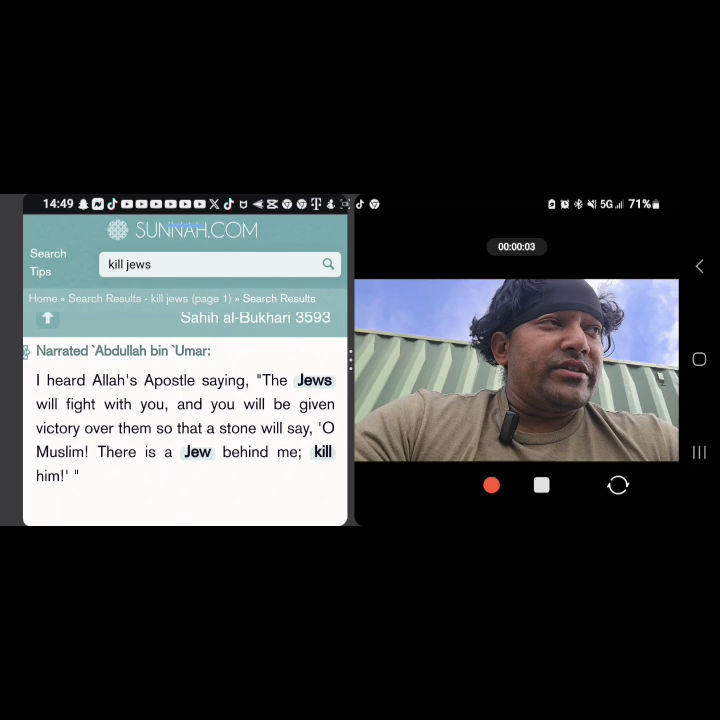 14:49
5G 71%
SUNNAH.COM
Search
Tips
kill jews
Home » Search Results - kill jews (page 1) » Search Results
Sahih al-Bukhari 3593
Narrated `Abdullah bin `Umar:
I heard Allah's Apostle saying, "The Jews
will fight with you, and you will be given
victory over them so that a stone will say, 'O
Muslim! There is a Jew behind me; kill
him!' "
00:00:03